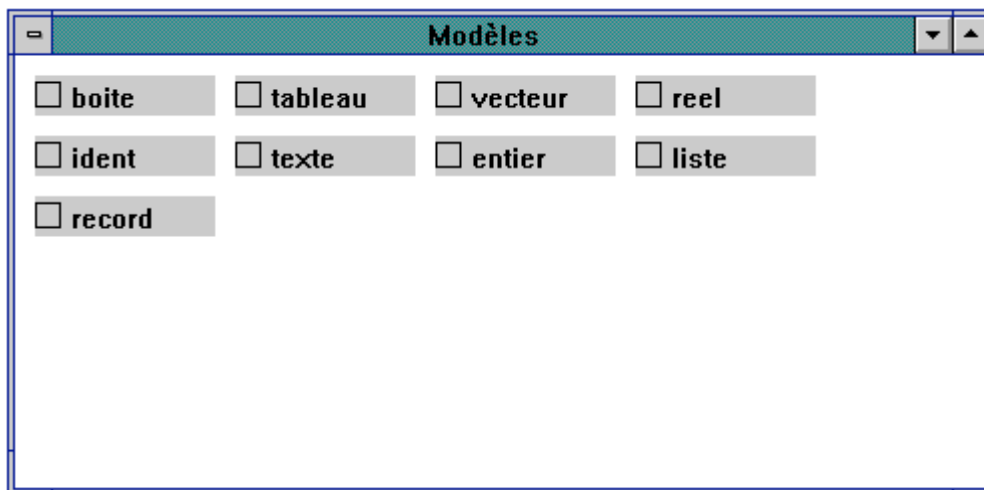 Modèles
boite tableau vecteur reel
ident texte entier liste
record